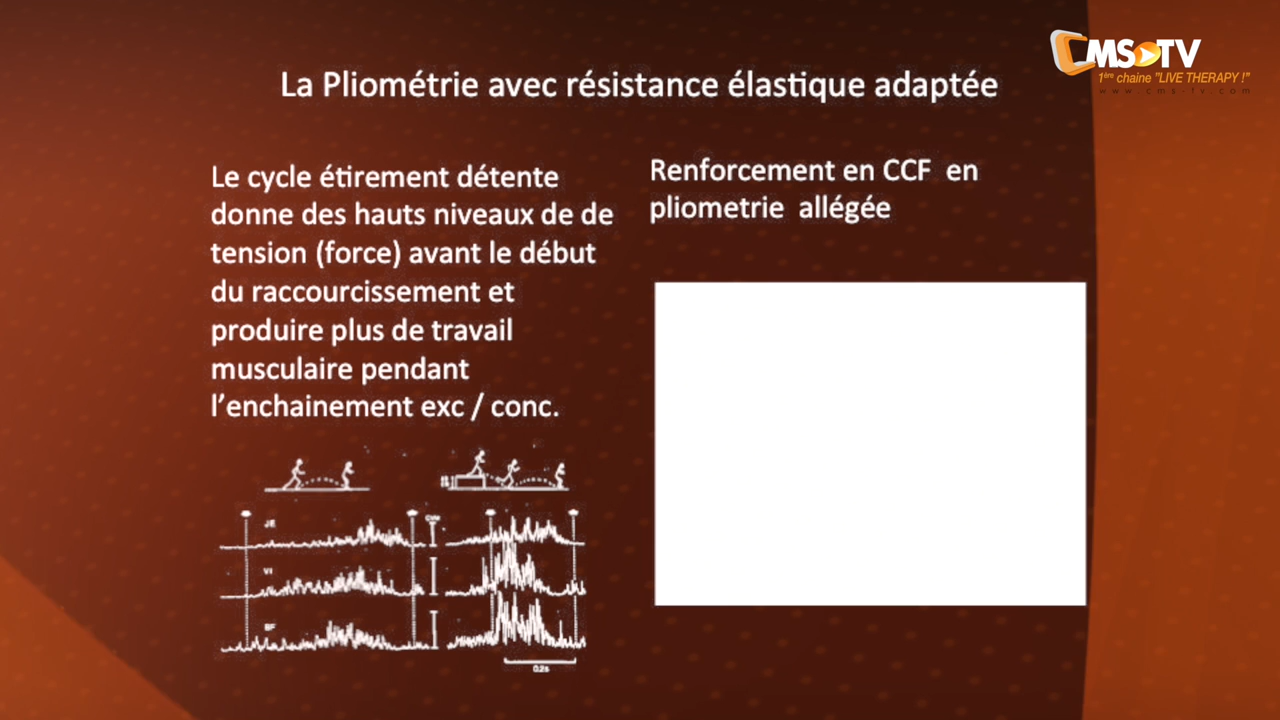 CMS TV
1ère chaine "LIVE THERAPY !"
www.cms-tv.com
La Pliométrie avec résistance élastique adaptée
Le cycle étirement détente
donne des hauts niveaux de de
tension (force) avant le début
du raccourcissement et
produire plus de travail
musculaire pendant
l'enchainement exc / conc.
Renforcement en CCF en
pliometrie allégée
JE
VI
BF
0.2s